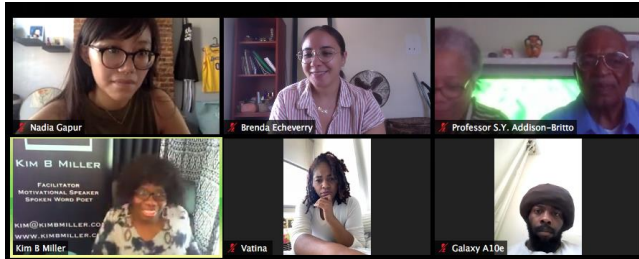 Nadia Gapur
Brenda Echeverry
Professor S.Y. Addison-Britto
KIM B MILLER
FACILITATOR
MOTIVATIONAL SPEAKER
SPOKEN WORD POET
KIM@KIMBMILLER.CO
WWW.KIMBMILLER.C
Kim B Miller
Vatina
Galaxy A10e